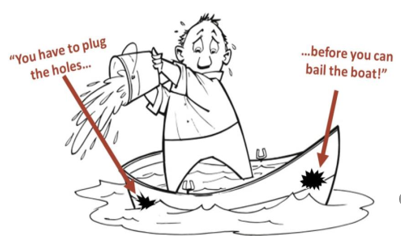 “You have to plug
the holes...
...before you can
bail the boat!”